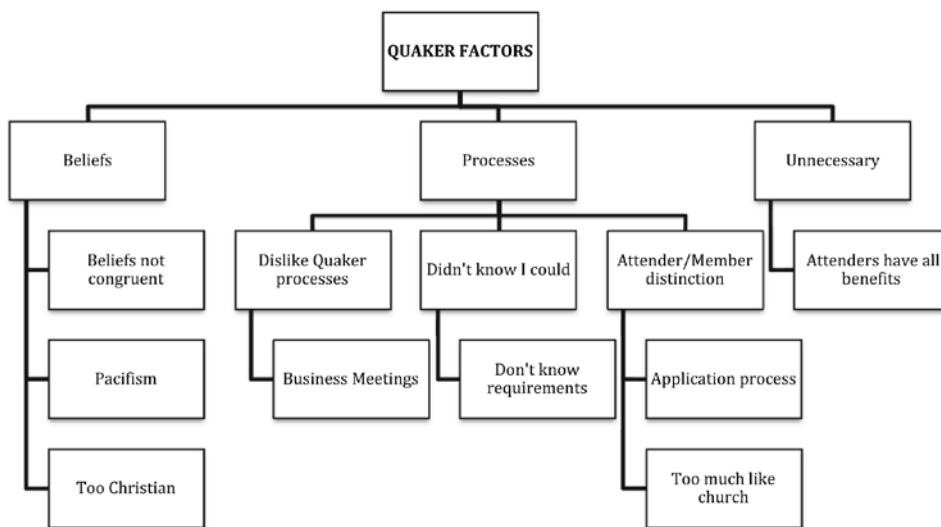 QUAKER FACTORS
Beliefs
Processes
Unnecessary
Beliefs not
congruent
Dislike Quaker
processes
Didn't know I could
Attender/Member
distinction
Attenders have all
benefits
Pacifism
Business Meetings
Don't know
requirements
Application process
Too Christian
Too much like
church